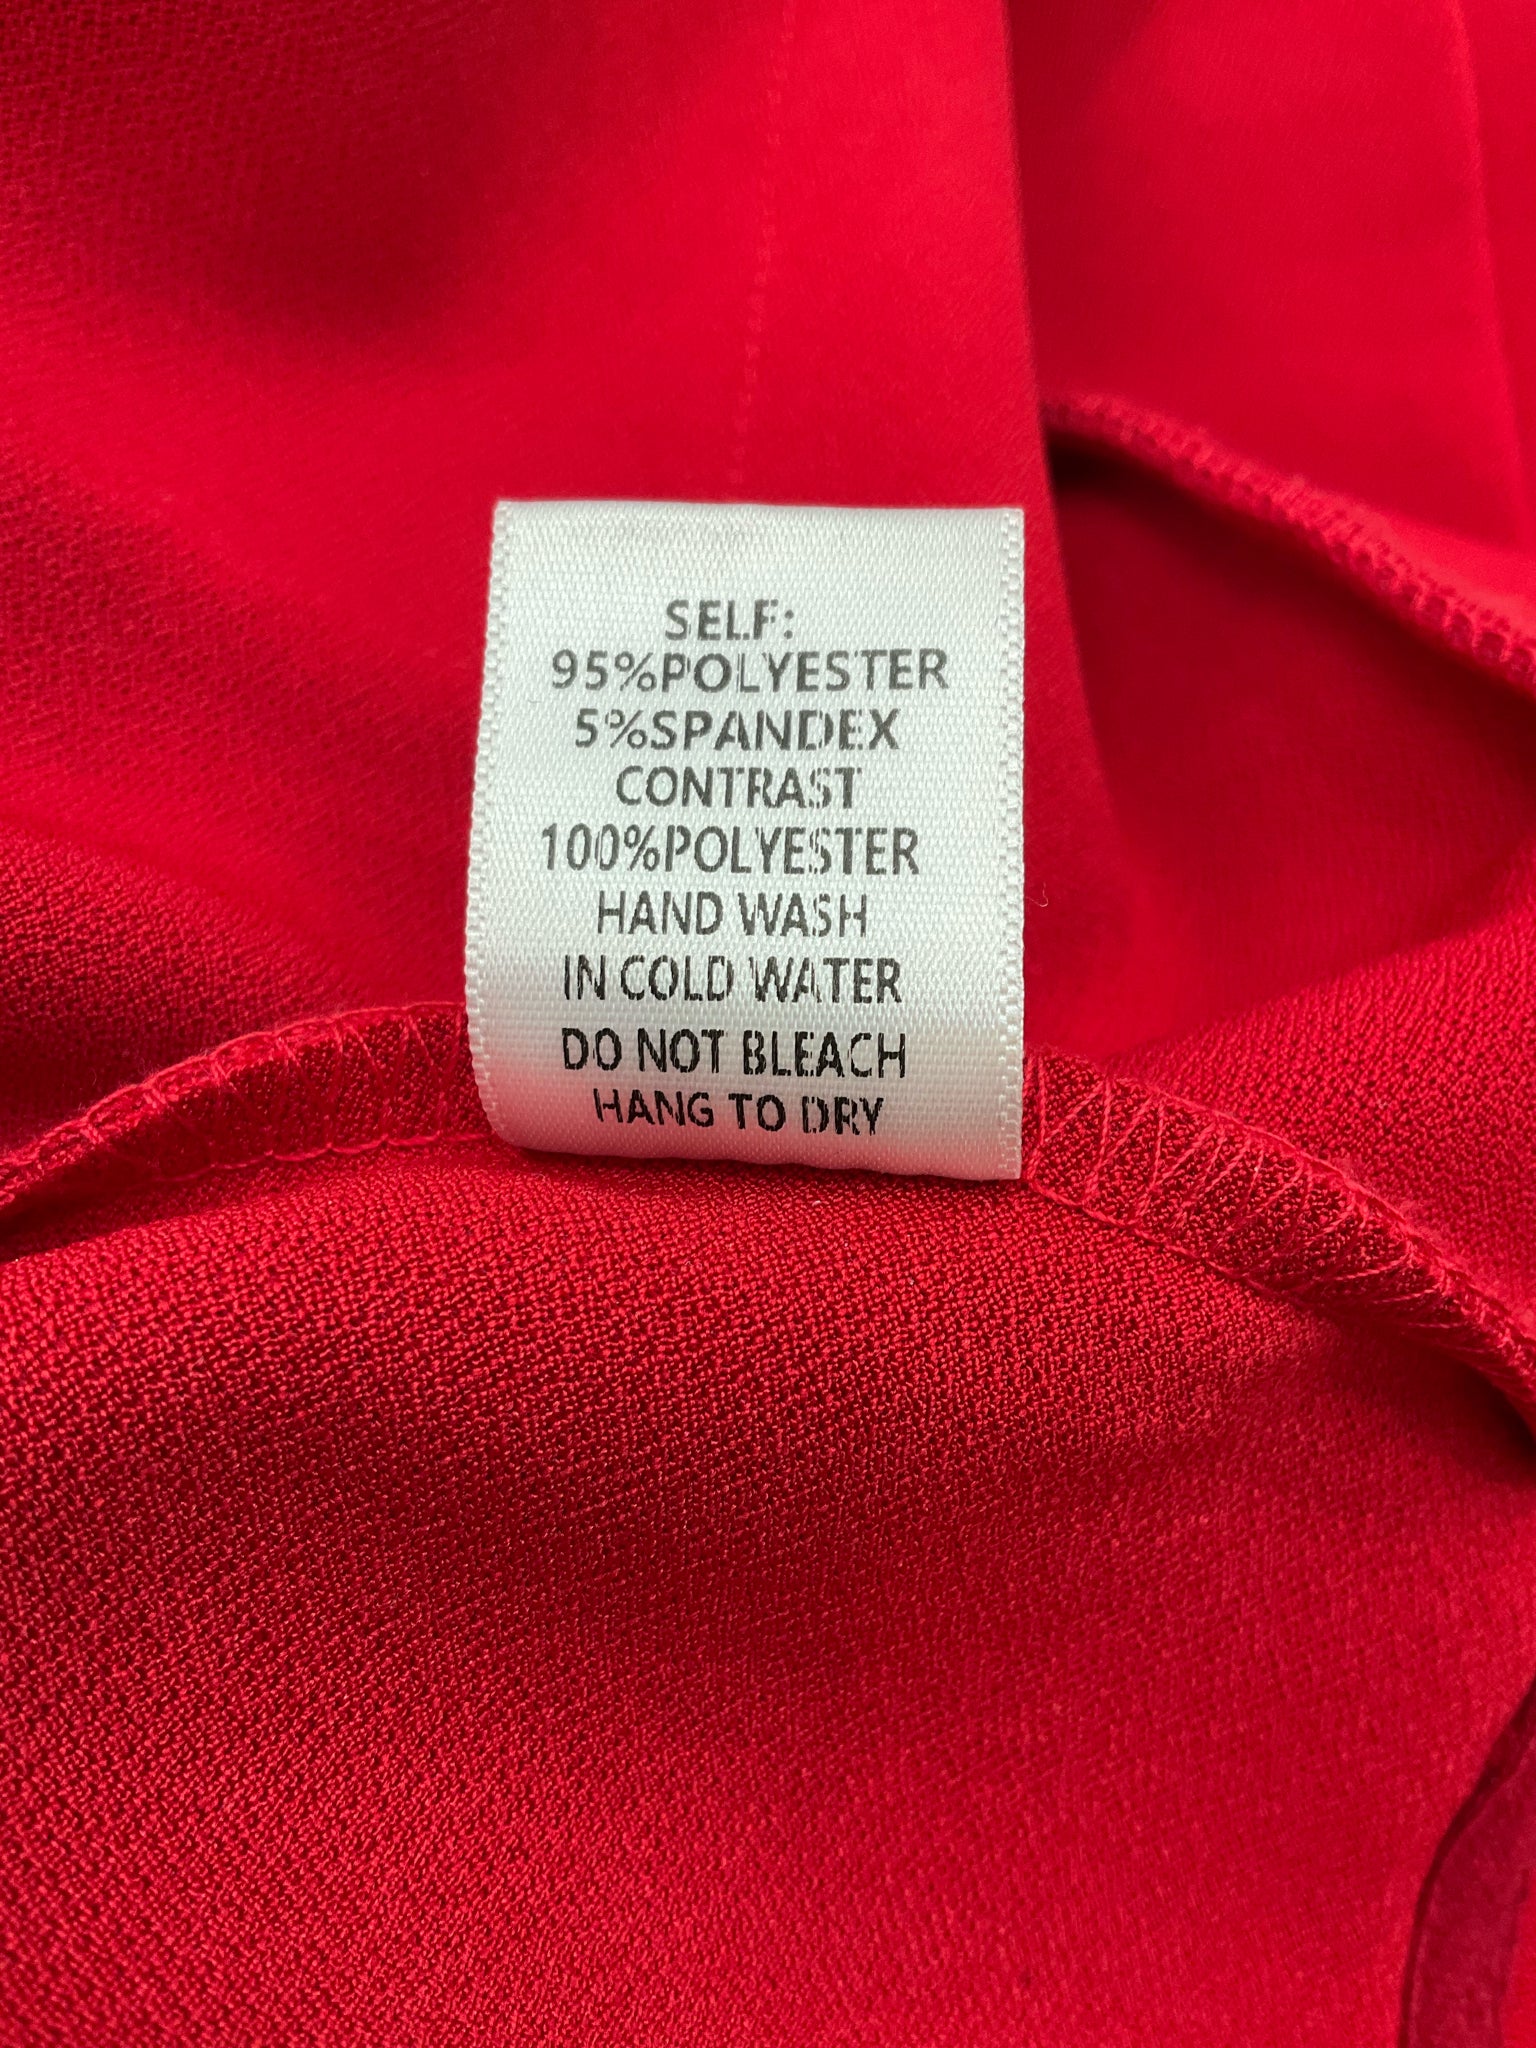 SELF:
95%POLYESTER
5%SPANDEX
CONTRAST
100%POLYESTER
HAND WASH
IN COLD WATER
DO NOT BLEACH
HANG TO DRY